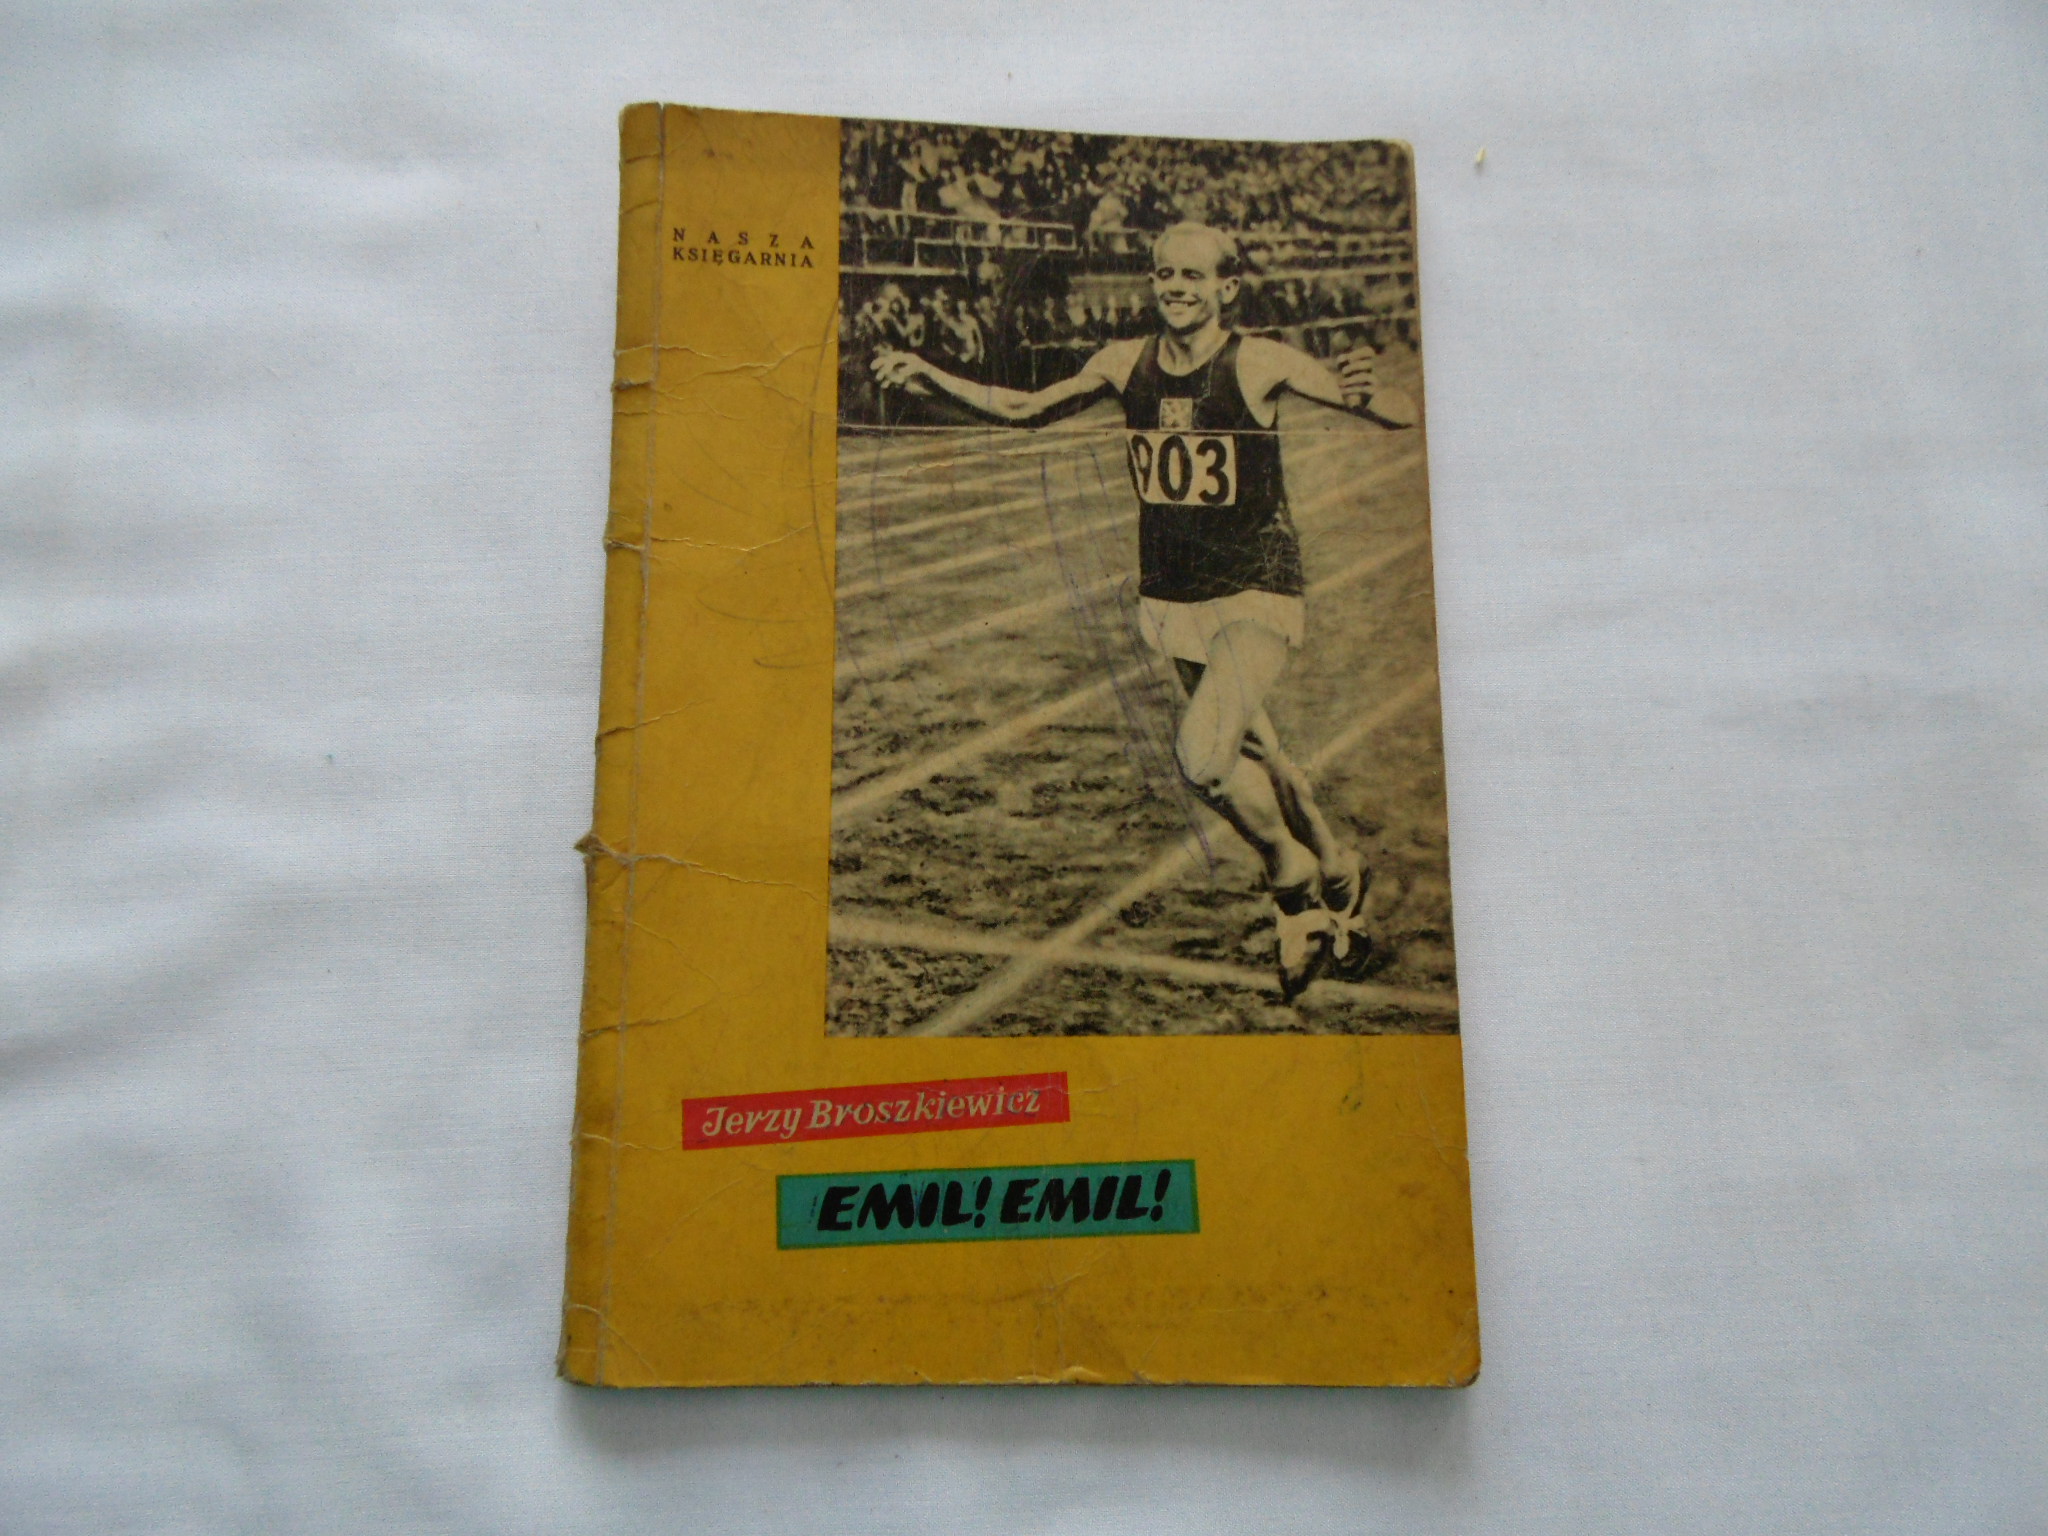 NASZA
KSIĘGARNIA
903
Jerzy Broszkiewicz
EMIL! EMIL!